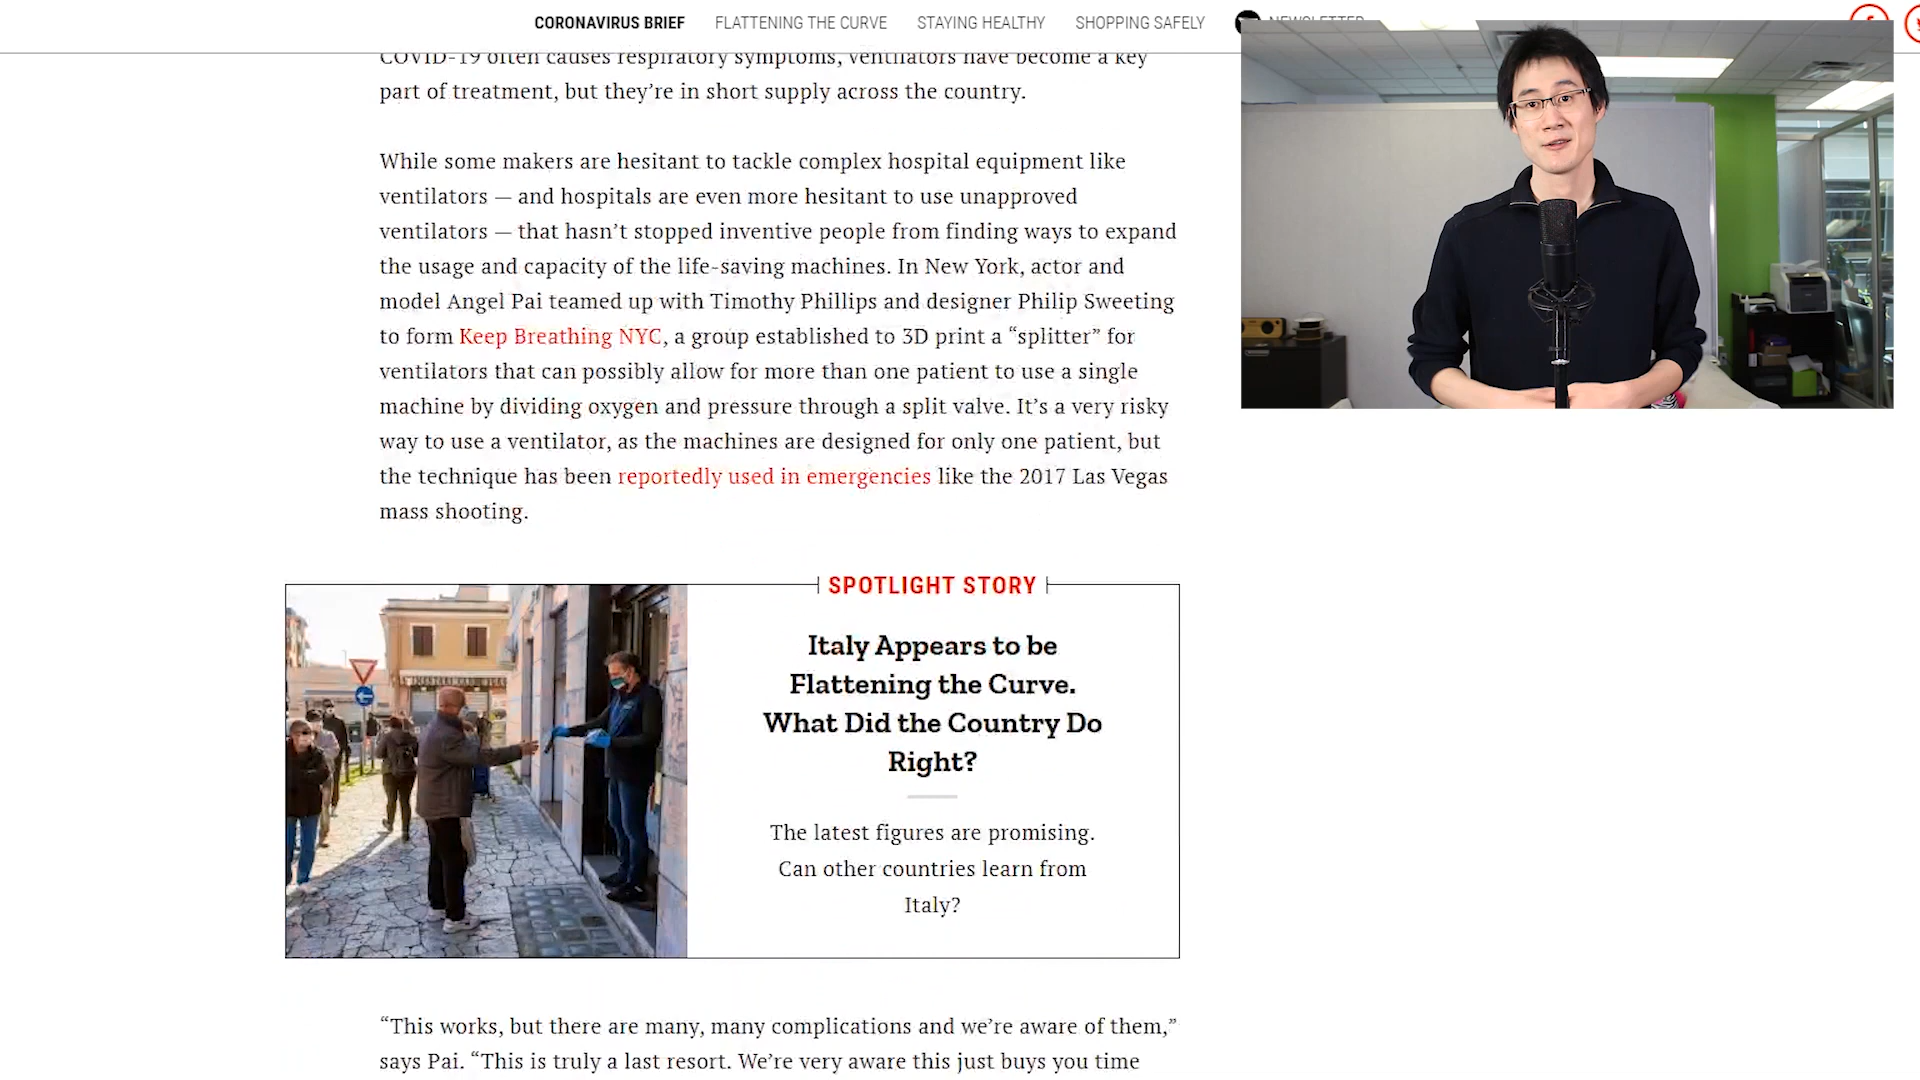 CORONAVIRUS BRIEF FLATTENING THE CURVE STAYING HEALTHY SHOPPING SAFELY NEWSLETTER
COVID-19 often causes respiratory symptoms, ventilators have become a key
part of treatment, but they’re in short supply across the country.
While some makers are hesitant to tackle complex hospital equipment like
ventilators — and hospitals are even more hesitant to use unapproved
ventilators — that hasn’t stopped inventive people from finding ways to expand
the usage and capacity of the life-saving machines. In New York, actor and
model Angel Pai teamed up with Timothy Phillips and designer Philip Sweeting
to form Keep Breathing NYC, a group established to 3D print a “splitter” for
ventilators that can possibly allow for more than one patient to use a single
machine by dividing oxygen and pressure through a split valve. It’s a very risky
way to use a ventilator, as the machines are designed for only one patient, but
the technique has been reportedly used in emergencies like the 2017 Las Vegas
mass shooting.
SPOTLIGHT STORY
Italy Appears to be
Flattening the Curve.
What Did the Country Do
Right?
The latest figures are promising.
Can other countries learn from
Italy?
“This works, but there are many, many complications and we’re aware of them,”
says Pai. “This is truly a last resort. We’re very aware this just buys you time